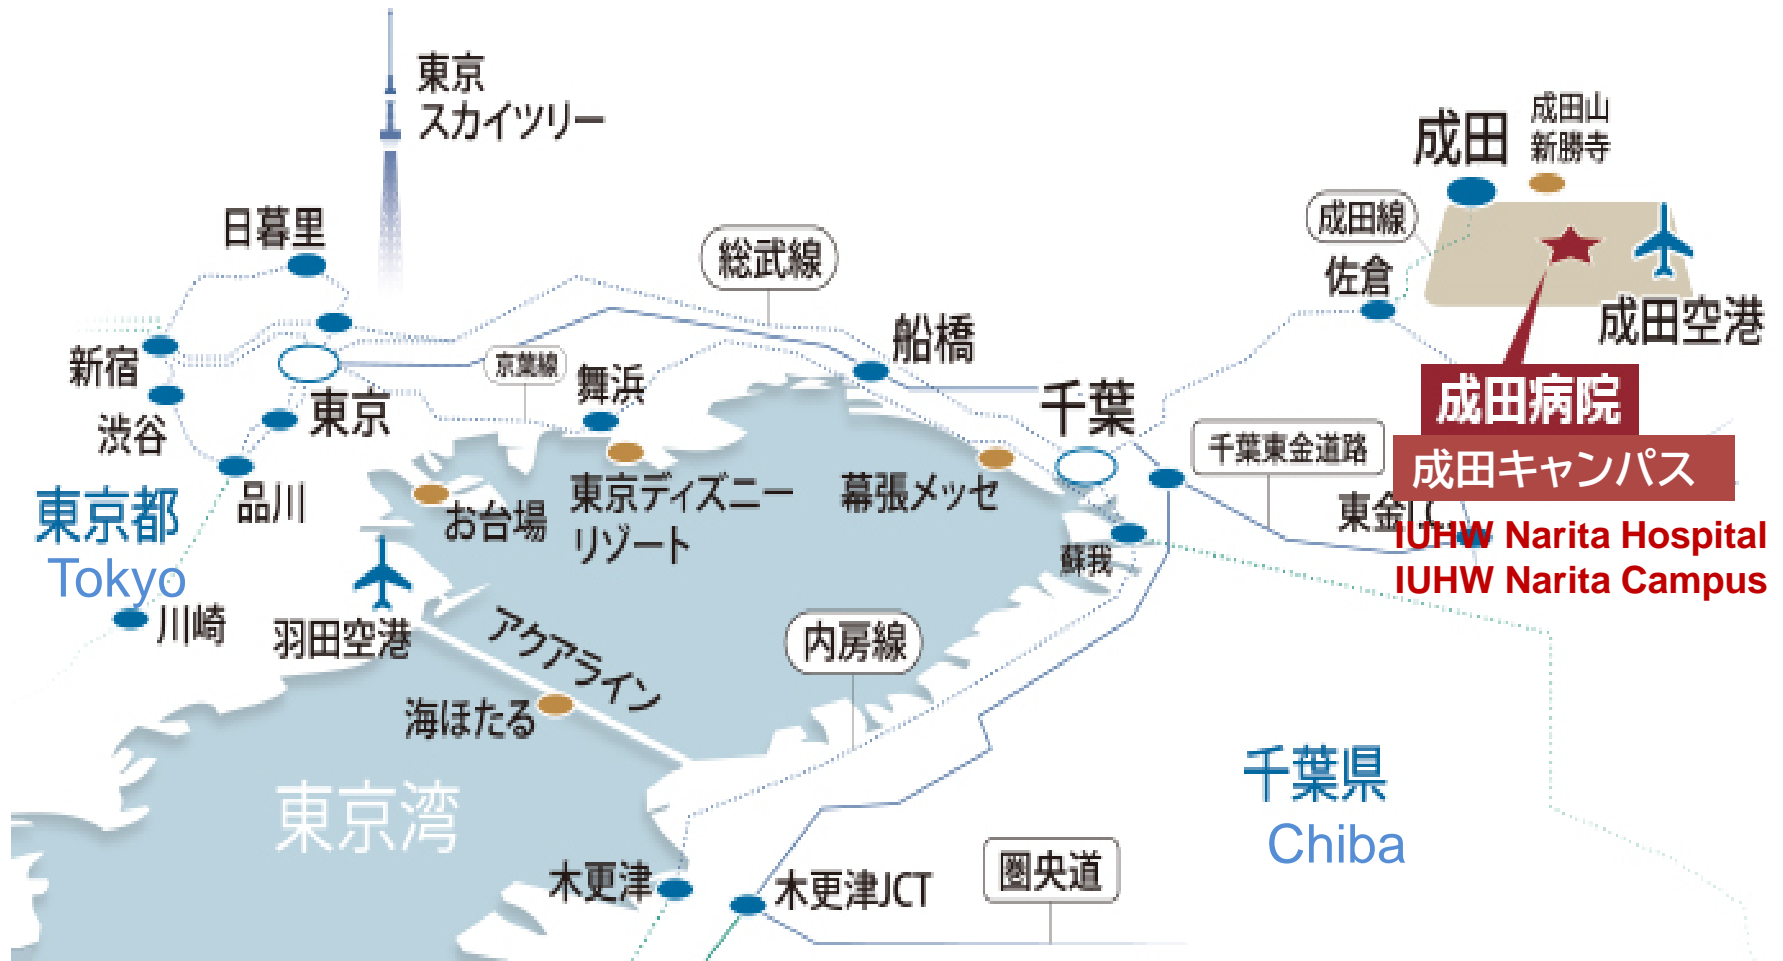 東京
スカイツリー
成田
成田山
新勝寺
日暮里
成田線
総武線
佐倉
成田空港
船橋
新宿
京葉線
舞浜
東京
千葉
成田病院
渋谷
千葉東金道路
成田キャンパス
品川
お台場
東京ディズニー
リゾート
幕張メッセ
東金I.C.
東京都
Tokyo
蘇我
IUHW Narita Hospital
IUHW Narita Campus
川崎
羽田空港
アクアライン
内房線
海ほたる
東京湾
千葉県
Chiba
木更津
木更津JCT
圏央道